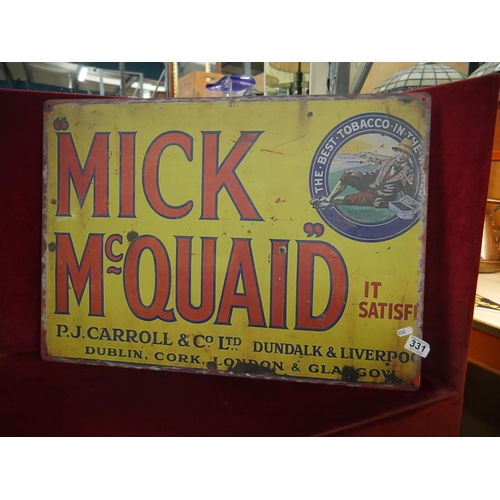 "MICK
McQUAID"
THE·BEST·TOBACCO·IN·THE
IT
SATISFI
P.J. CARROLL & Co LTD DUNDALK & LIVERPOO
DUBLIN, CORK, LONDON & GLASGOW
331